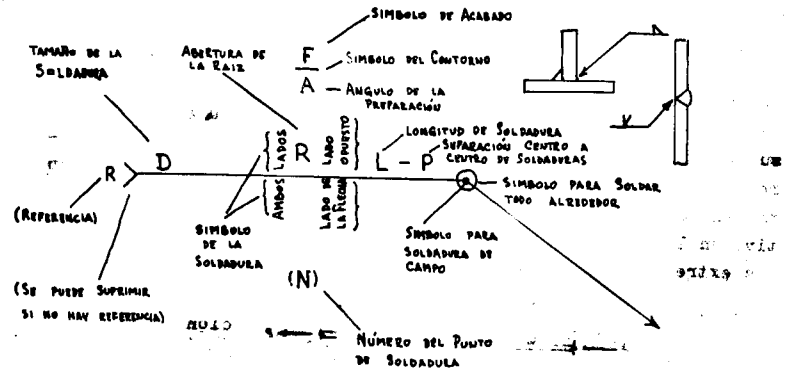 SIMBOLO DE ACABADO
TAMAÑO DE LA
SOLDADURA
ABERTURA DE
LA RAIZ
F
SIMBOLO DEL CONTORNO
A
ANGULO DE LA
PREPARACIÓN
LONGITUD DE SOLDADURA
SEPARACIÓN CENTRO A
CENTRO DE SOLDADURAS
R
D
AMBOS LADOS
R
LADO
OPUESTO
LADO DE
LA FLECHA
L - P
SIMBOLO PARA SOLDAR
TODO ALREDEDOR
(REFERENCIA)
SIMBOLO
DE LA
SOLDADURA
SIMBOLO PARA
SOLDADURA DE
CAMPO
(SE PUEDE SUPRIMIR
SI NO HAY REFERENCIA)
(N)
NÚMERO DEL PUNTO
DE SOLDADURA